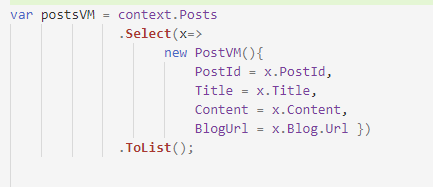 var postsVM = context.Posts
.Select(x=>
new PostVM(){
PostId = x.PostId,
Title = x.Title,
Content = x.Content,
BlogUrl = x.Blog.Url })
.ToList();